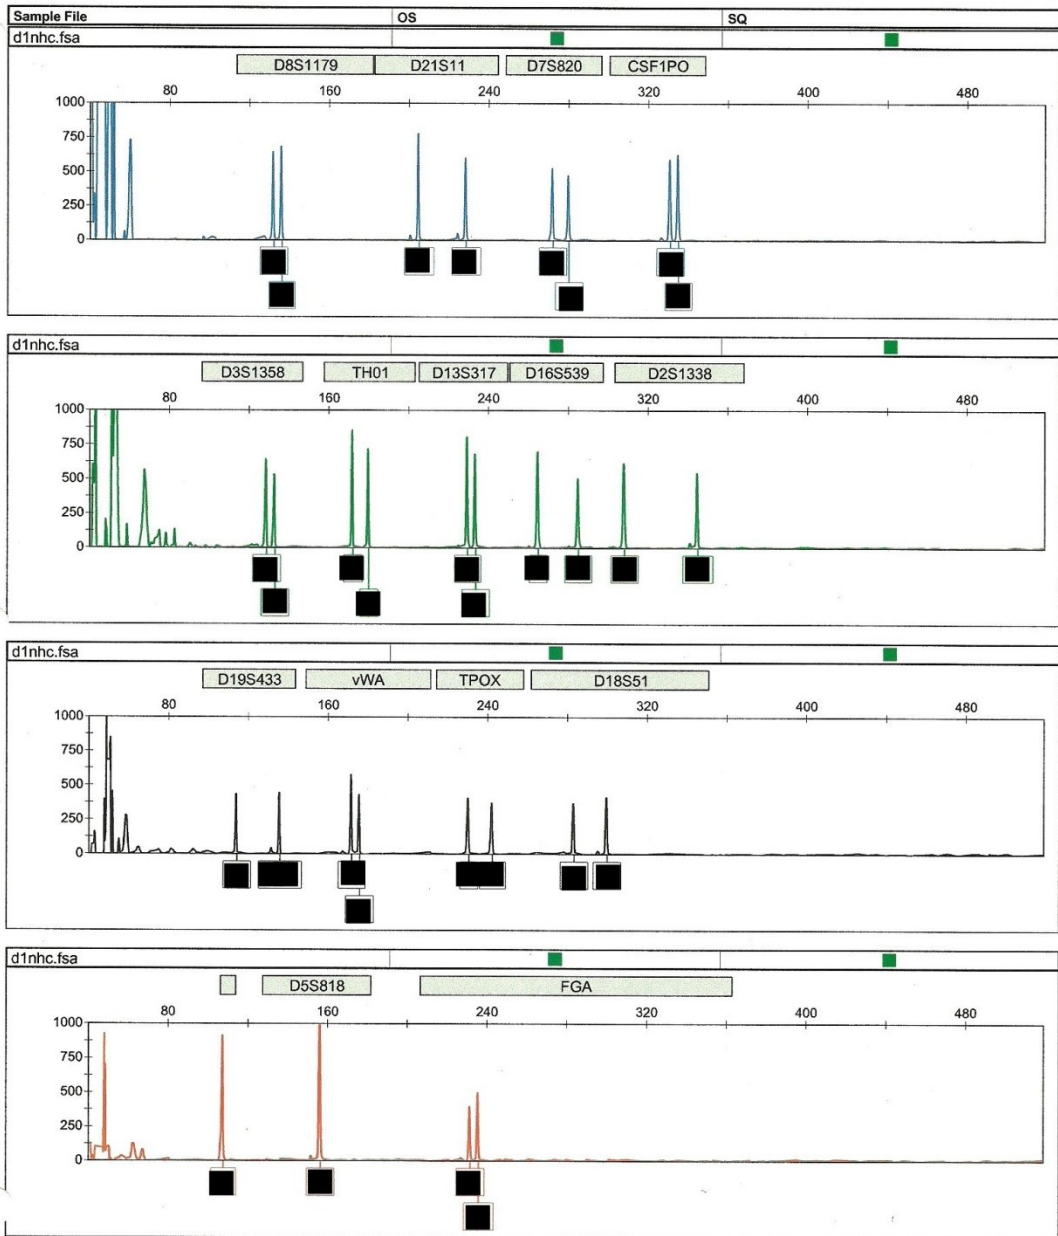 Sample File OS SQ
d1nhc.fsa
D8S1179 D21S11 D7S820 CSF1PO
80 160 240 320 400 480
1000
750
500
250
0
d1nhc.fsa
D3S1358 TH01 D13S317 D16S539 D2S1338
80 160 240 320 400 480
1000
750
500
250
0
d1nhc.fsa
D19S433 vWA TPOX D18S51
80 160 240 320 400 480
1000
750
500
250
0
d1nhc.fsa
D5S818 FGA
80 160 240 320 400 480
1000
750
500
250
0